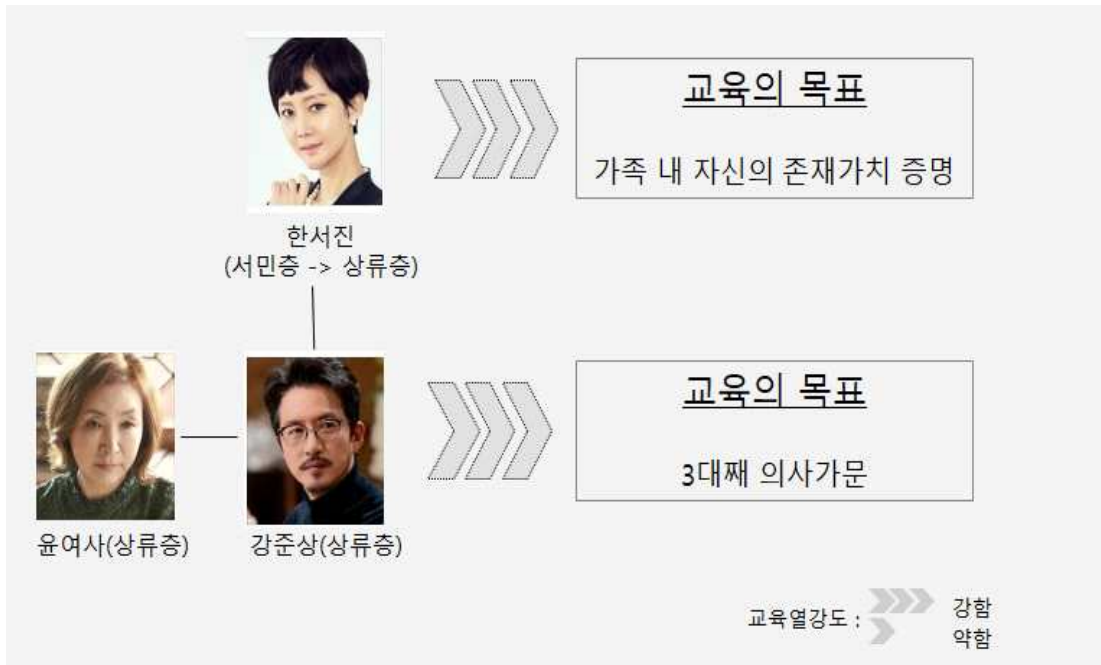 교육의 목표
가족 내 자신의 존재가치 증명
한서진
(서민층 -> 상류층)
교육의 목표
3대째 의사가문
윤여사(상류층)
강준상(상류층)
교육열강도 :
강함
약함